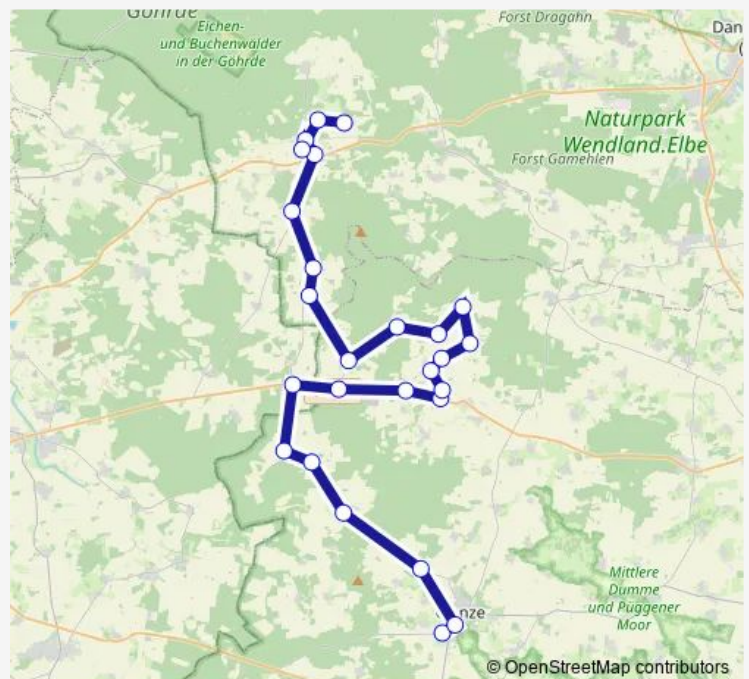 Göhrde
Forst Dragahn
Eichen-
und Buchenwälder
in der Göhrde
Dan
(
Naturpark
Wendland.Elbe
Forst Gamehlen
Mittlere
Dumme
und Püggener
Moor
nze
© OpenStreetMap contributors